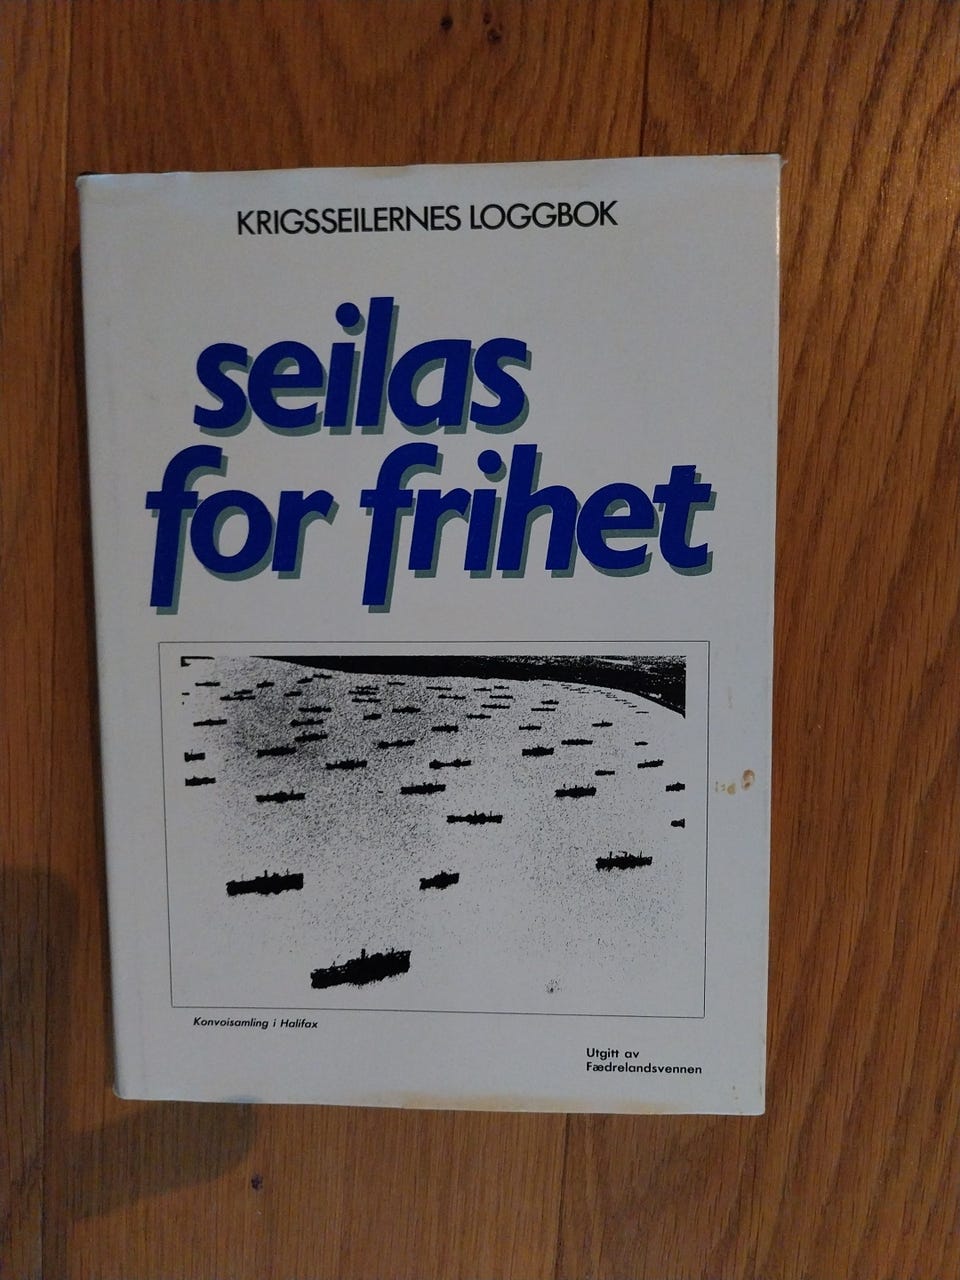 KRIGSSEILERNES LOGGBOK
seilas
for frihet
Konvoisamling i Halifax
Utgitt av
Fædrelandsvennen